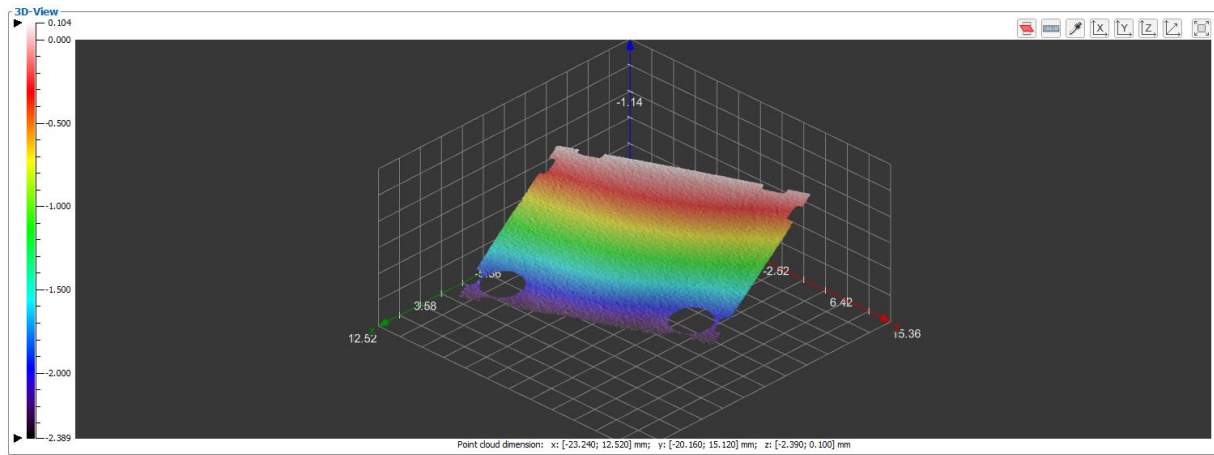 3D-View
0.104
0.000
-0.500
-1.000
-1.500
-2.000
-2.389
X
Y
Z
-1.14
-2.52
6.42
15.36
3.58
12.52
Point cloud dimension: x: [-23.240; 12.520] mm; y: [-20.160; 15.120] mm; z: [-2.390; 0.100] mm